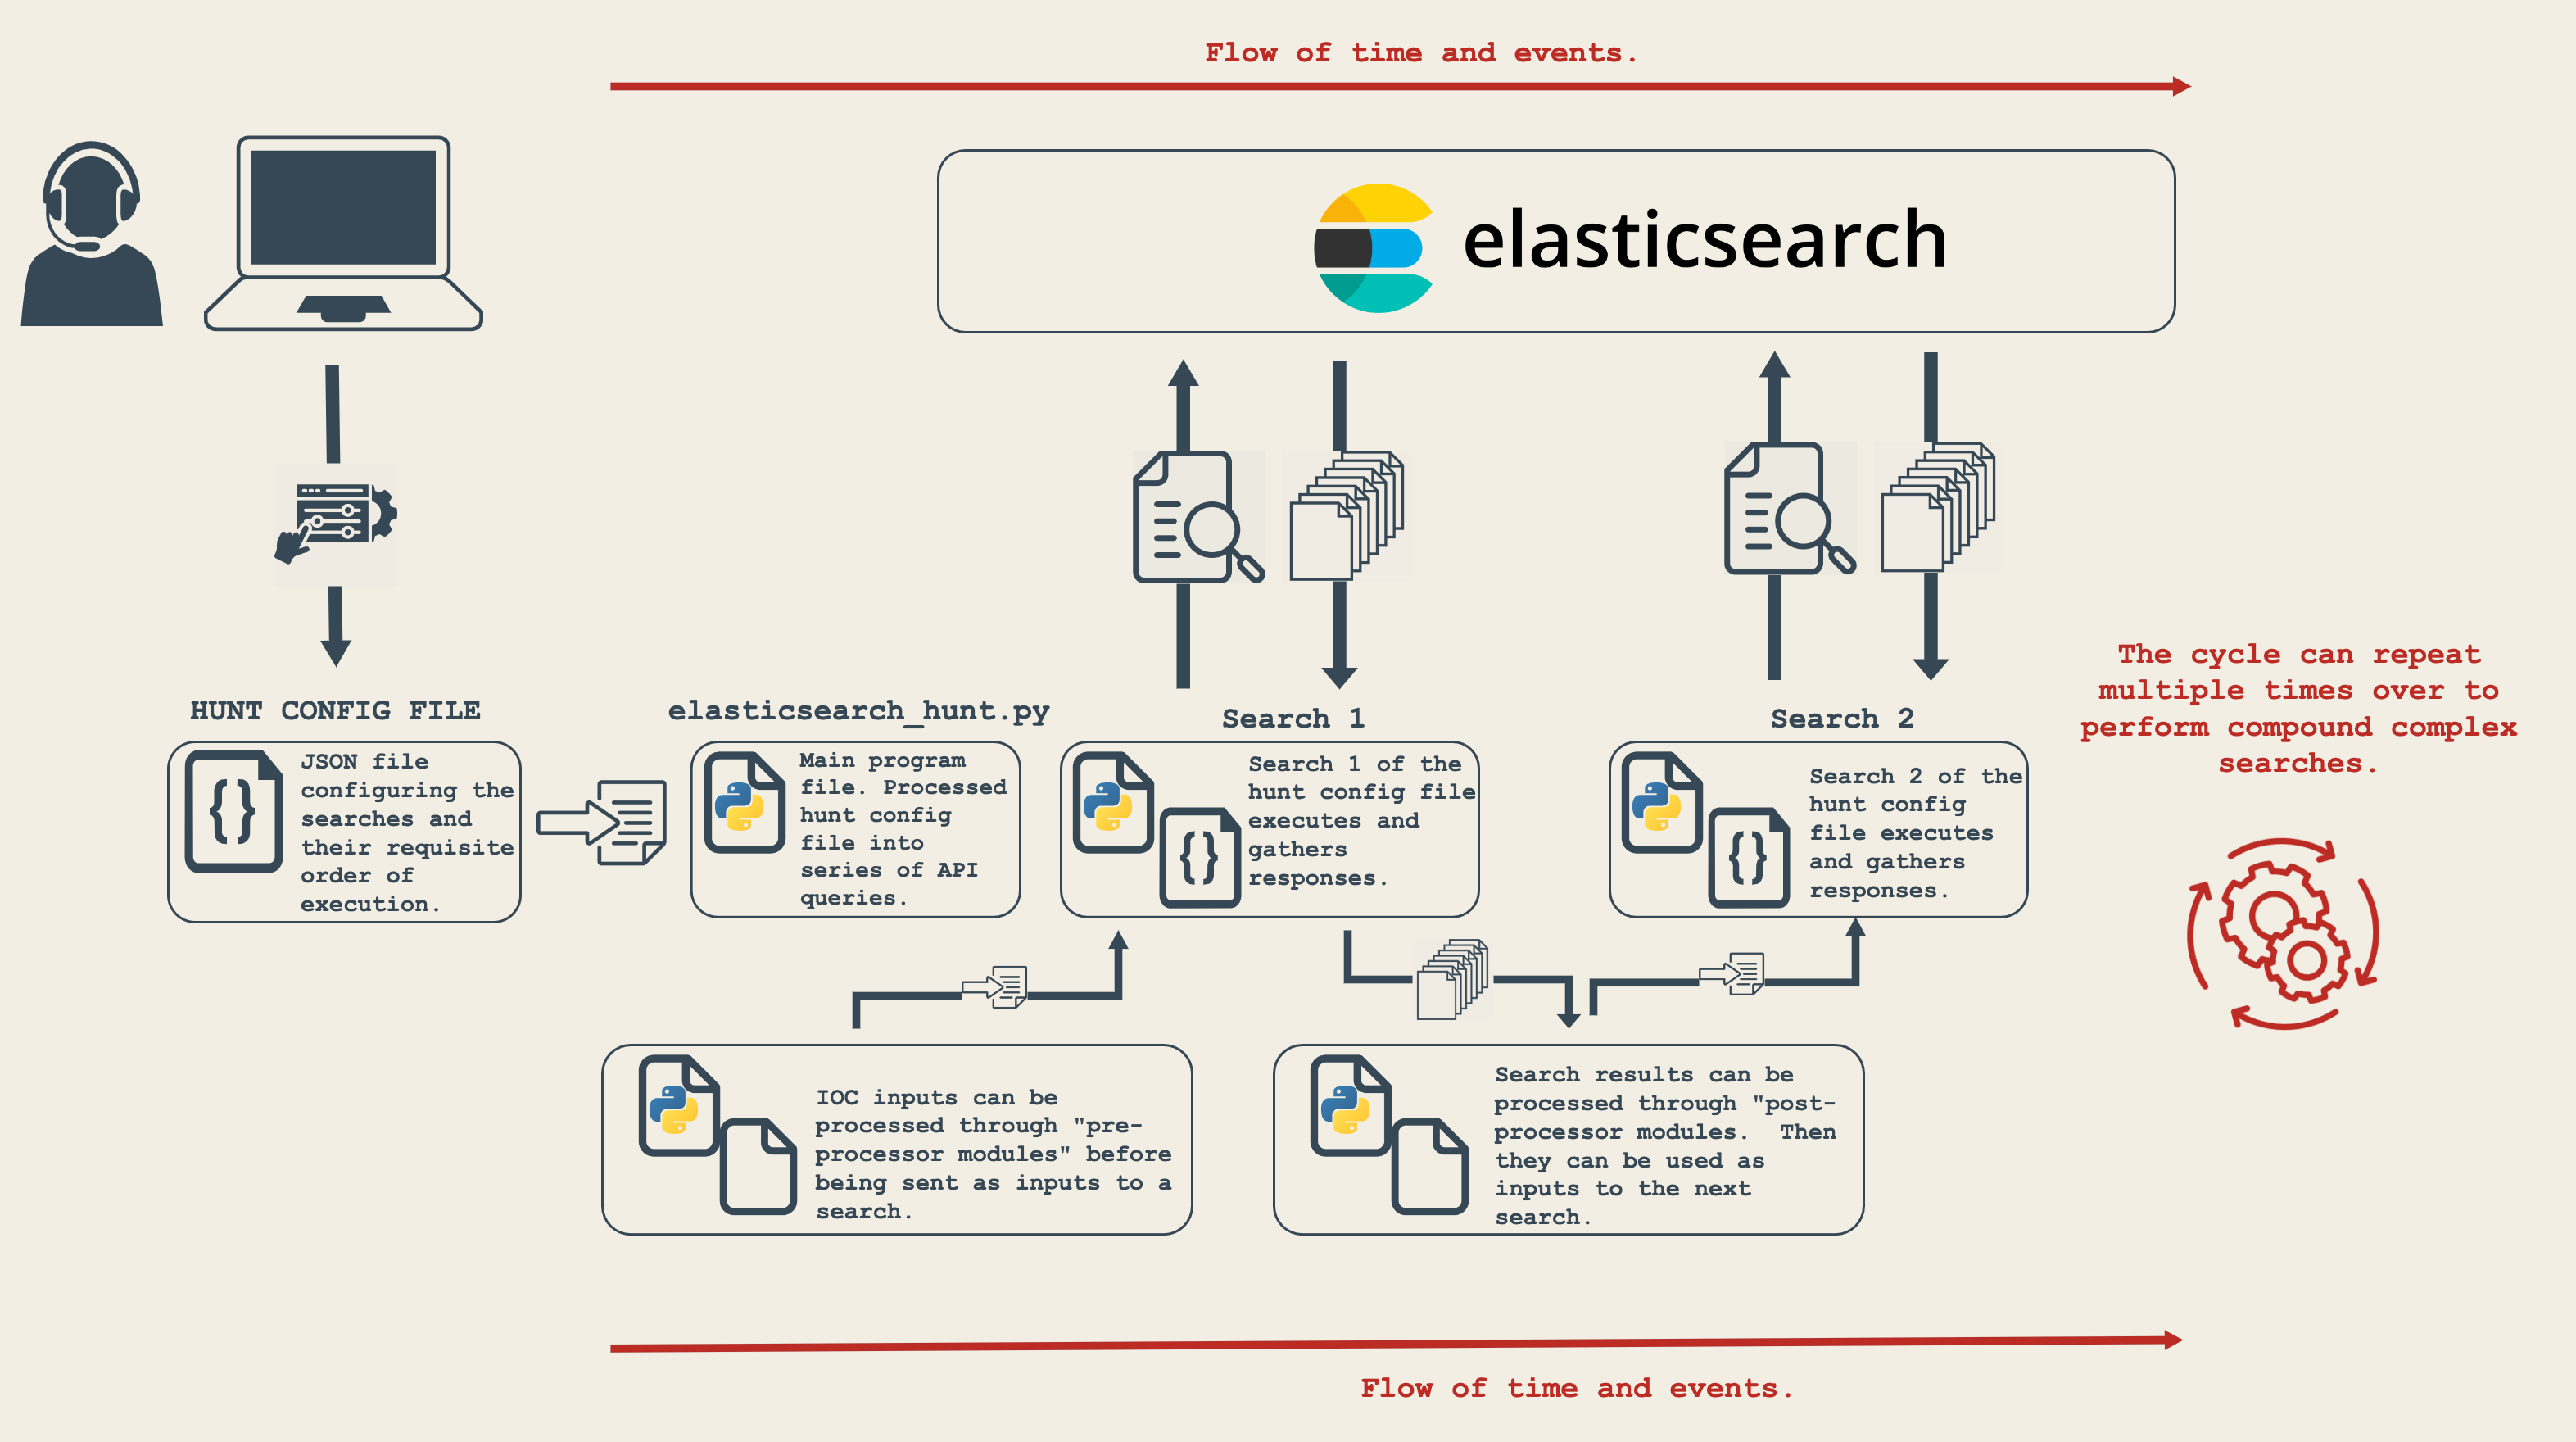 Flow of time and events.
elasticsearch
The cycle can repeat
multiple times over to
perform compound complex
searches.
HUNT CONFIG FILE
JSON file
configuring the
searches and
their requisite
order of
execution.
elasticsearch_hunt.py
Main program
file. Processed
hunt config
file into
series of API
queries.
Search 1
Search 1 of the
hunt config file
executes and
gathers
responses.
Search 2
Search 2 of the
hunt config
file executes
and gathers
responses.
IOC inputs can be
processed through "pre-
processor modules" before
being sent as inputs to a
search.
Search results can be
processed through "post-
processor modules.  Then
they can be used as
inputs to the next
search.
Flow of time and events.